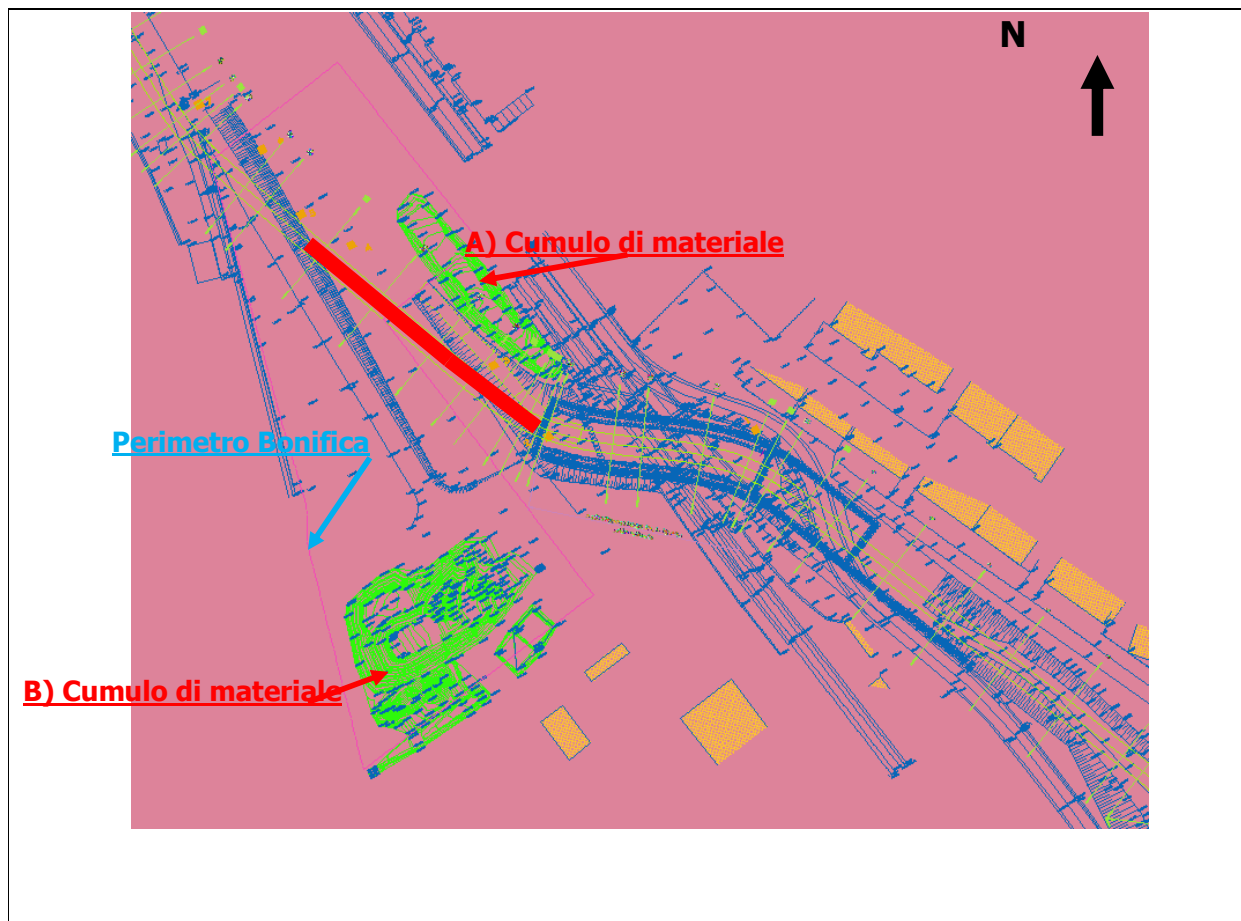 N
A) Cumulo di materiale
Perimetro Bonifica
B) Cumulo di materiale